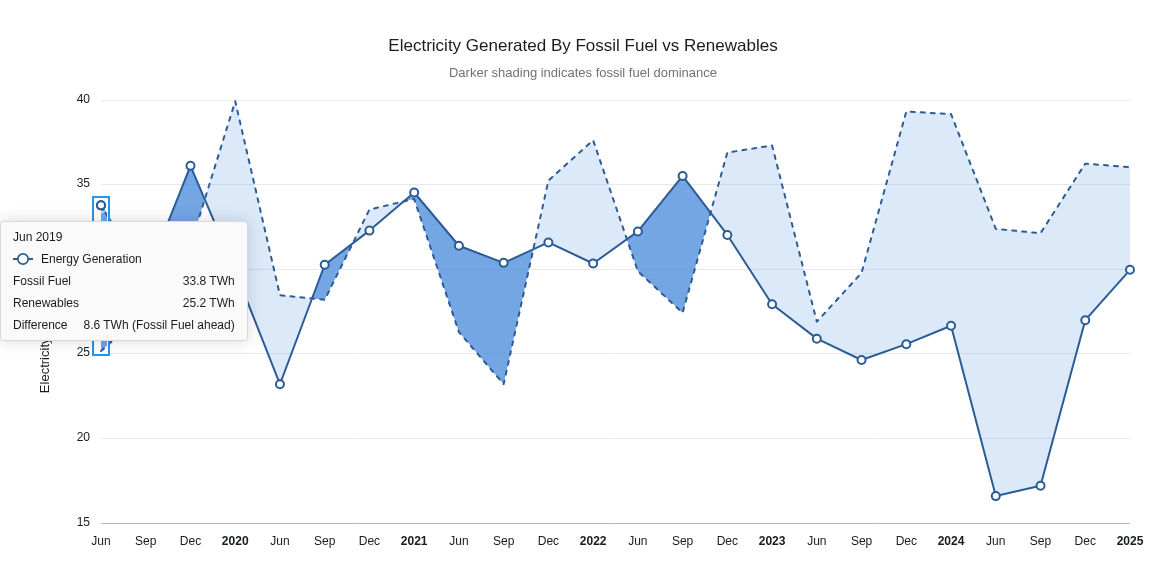 Electricity Generated By Fossil Fuel vs Renewables
Darker shading indicates fossil fuel dominance
40
35
25
20
15
Electricity
Jun 2019
Energy Generation
Fossil Fuel 33.8 TWh
Renewables 25.2 TWh
Difference 8.6 TWh (Fossil Fuel ahead)
Jun Sep Dec 2020 Jun Sep Dec 2021 Jun Sep Dec 2022 Jun Sep Dec 2023 Jun Sep Dec 2024 Jun Sep Dec 2025